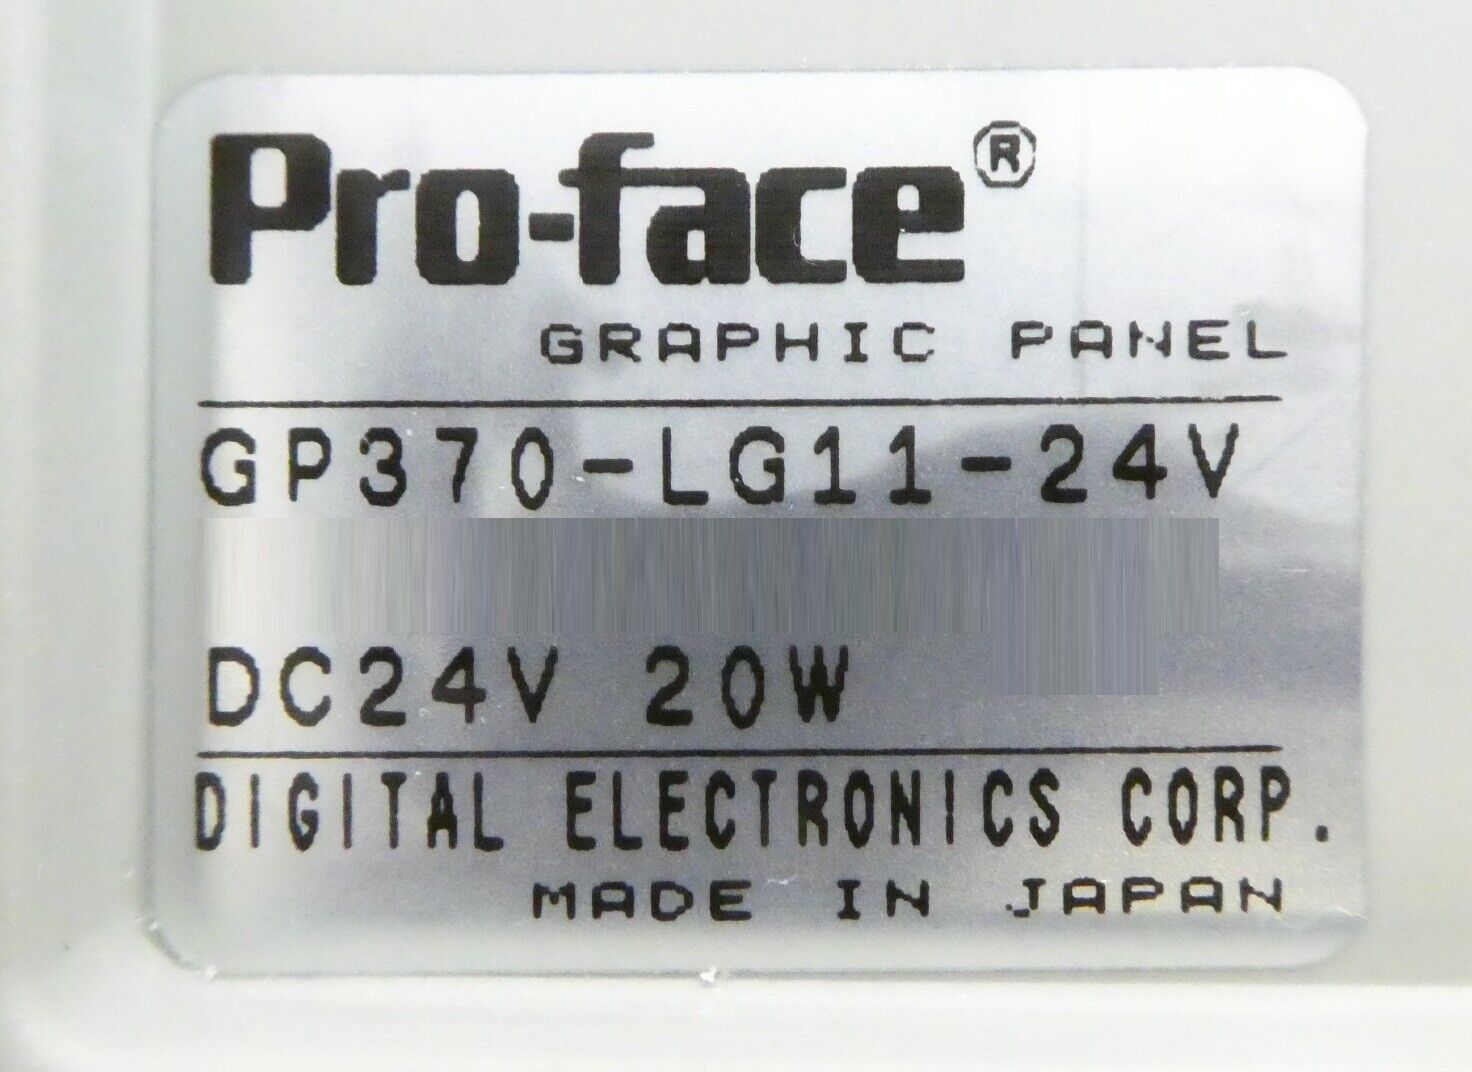 Pro-face®
GRAPHIC PANEL
GP370-LG11-24V
DC24V 20W
DIGITAL ELECTRONICS CORP.
MADE IN JAPAN